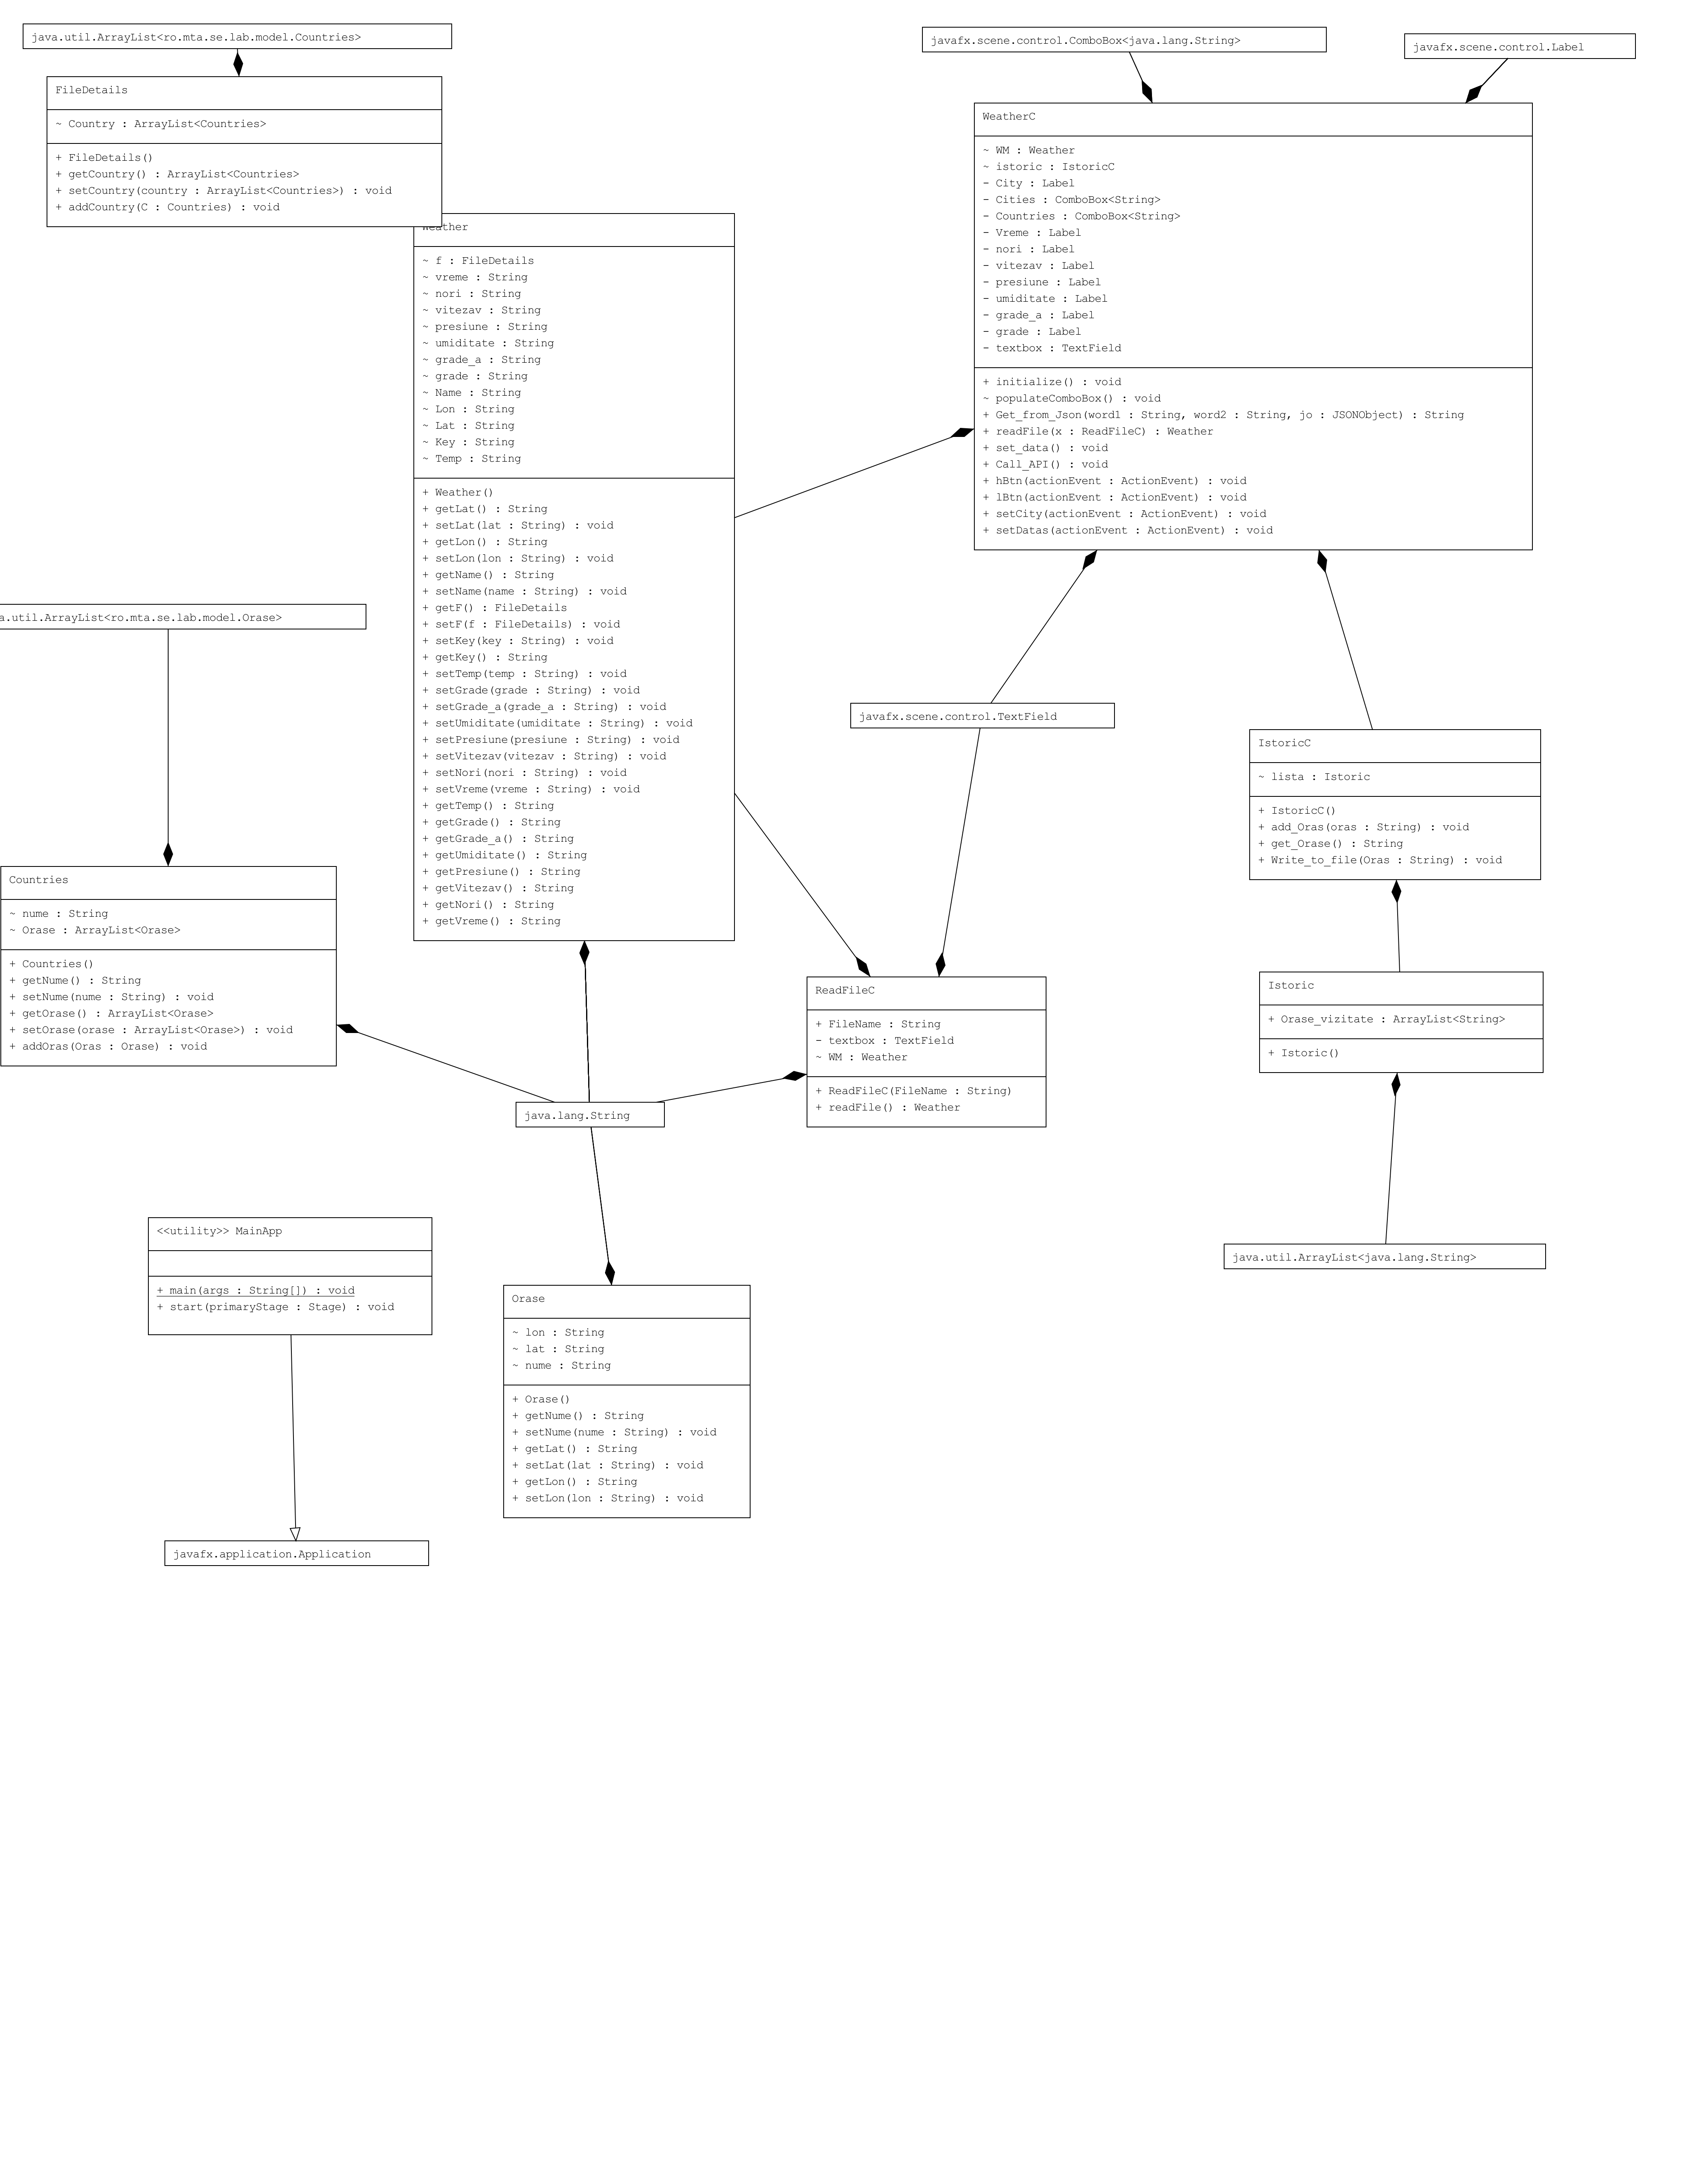 java.util.ArrayList<ro.mta.se.lab.model.Countries>
FileDetails
~ Country : ArrayList<Countries>
+ FileDetails()
+ getCountry() : ArrayList<Countries>
+ setCountry(country : ArrayList<Countries>) : void
+ addCountry(C : Countries) : void
javafx.scene.control.ComboBox<java.lang.String>
javafx.scene.control.Label
WeatherC
~ WM : Weather
~ istoric : IstoricC
- City : Label
- Cities : ComboBox<String>
- Countries : ComboBox<String>
- Vreme : Label
- nori : Label
- vitezav : Label
- presiune : Label
- umiditate : Label
- grade_a : Label
- grade : Label
- textbox : TextField
+ initialize() : void
~ populateComboBox() : void
+ Get_from_Json(word1 : String, word2 : String, jo : JSONObject) : String
+ readFile(x : ReadFileC) : Weather
+ set_data() : void
+ Call_API() : void
+ hBtn(actionEvent : ActionEvent) : void
+ lBtn(actionEvent : ActionEvent) : void
+ setCity(actionEvent : ActionEvent) : void
+ setDatas(actionEvent : ActionEvent) : void
Weather
~ f : FileDetails
~ vreme : String
~ nori : String
~ vitezav : String
~ presiune : String
~ umiditate : String
~ grade_a : String
~ grade : String
~ Name : String
~ Lon : String
~ Lat : String
~ Key : String
~ Temp : String
+ Weather()
+ getLat() : String
+ setLat(lat : String) : void
+ getLon() : String
+ setLon(lon : String) : void
+ getName() : String
+ setName(name : String) : void
+ getF() : FileDetails
+ setF(f : FileDetails) : void
+ setKey(key : String) : void
+ getKey() : String
+ setTemp(temp : String) : void
+ setGrade(grade : String) : void
+ setGrade_a(grade_a : String) : void
+ setUmiditate(umiditate : String) : void
+ setPresiune(presiune : String) : void
+ setVitezav(vitezav : String) : void
+ setNori(nori : String) : void
+ setVreme(vreme : String) : void
+ getTemp() : String
+ getGrade() : String
+ getGrade_a() : String
+ getUmiditate() : String
+ getPresiune() : String
+ getVitezav() : String
+ getNori() : String
+ getVreme() : String
a.util.ArrayList<ro.mta.se.lab.model.Orase>
javafx.scene.control.TextField
IstoricC
~ lista : Istoric
+ IstoricC()
+ add_Oras(oras : String) : void
+ get_Orase() : String
+ Write_to_file(Oras : String) : void
Countries
~ nume : String
~ Orase : ArrayList<Orase>
+ Countries()
+ getNume() : String
+ setNume(nume : String) : void
+ getOrase() : ArrayList<Orase>
+ setOrase(orase : ArrayList<Orase>) : void
+ addOras(Oras : Orase) : void
ReadFileC
+ FileName : String
- textbox : TextField
~ WM : Weather
+ ReadFileC(FileName : String)
+ readFile() : Weather
Istoric
+ Orase_vizitate : ArrayList<String>
+ Istoric()
java.lang.String
<<utility>> MainApp
+ main(args : String[]) : void
+ start(primaryStage : Stage) : void
java.util.ArrayList<java.lang.String>
Orase
~ lon : String
~ lat : String
~ nume : String
+ Orase()
+ getNume() : String
+ setNume(nume : String) : void
+ getLat() : String
+ setLat(lat : String) : void
+ getLon() : String
+ setLon(lon : String) : void
javafx.application.Application